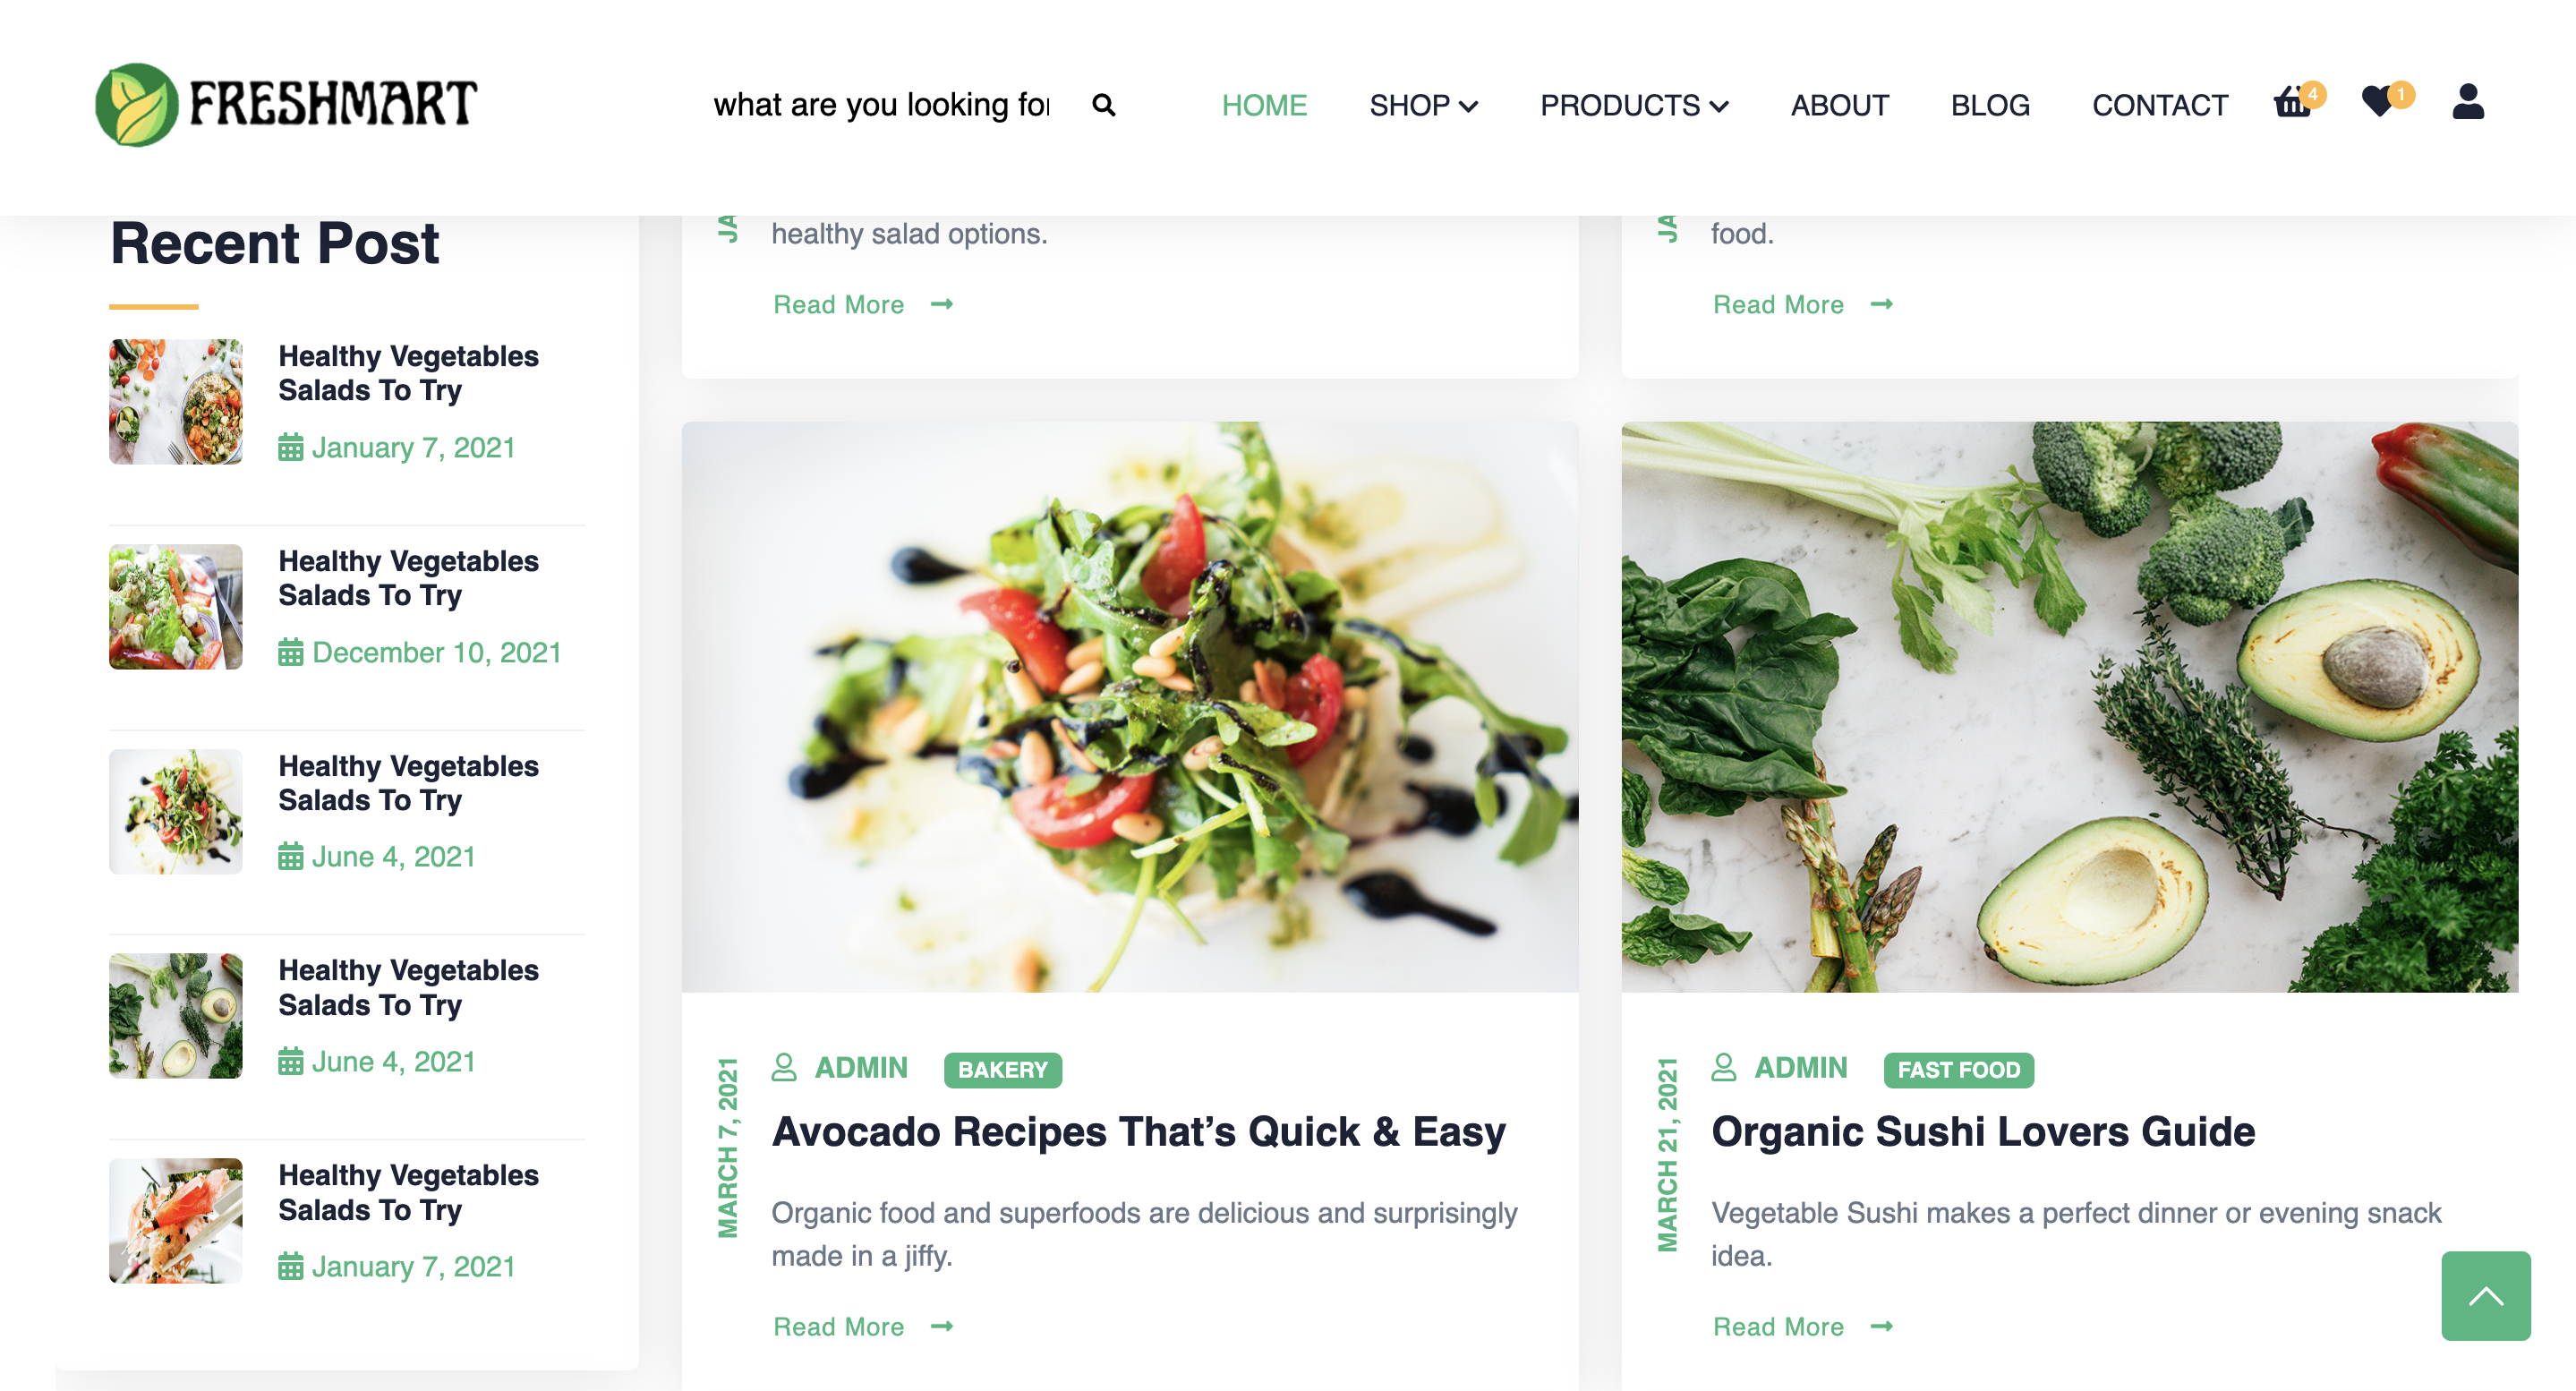 FRESHMART
what are you looking for
HOME
SHOP
PRODUCTS
ABOUT
BLOG
CONTACT
4
1
Recent Post
Healthy Vegetables
Salads To Try
January 7, 2021
Healthy Vegetables
Salads To Try
December 10, 2021
Healthy Vegetables
Salads To Try
June 4, 2021
Healthy Vegetables
Salads To Try
June 4, 2021
Healthy Vegetables
Salads To Try
January 7, 2021
JA
healthy salad options.
Read More
JA
food.
Read More
MARCH 7, 2021
ADMIN
BAKERY
Avocado Recipes That’s Quick & Easy
Organic food and superfoods are delicious and surprisingly
made in a jiffy.
Read More
MARCH 21, 2021
ADMIN
FAST FOOD
Organic Sushi Lovers Guide
Vegetable Sushi makes a perfect dinner or evening snack
idea.
Read More